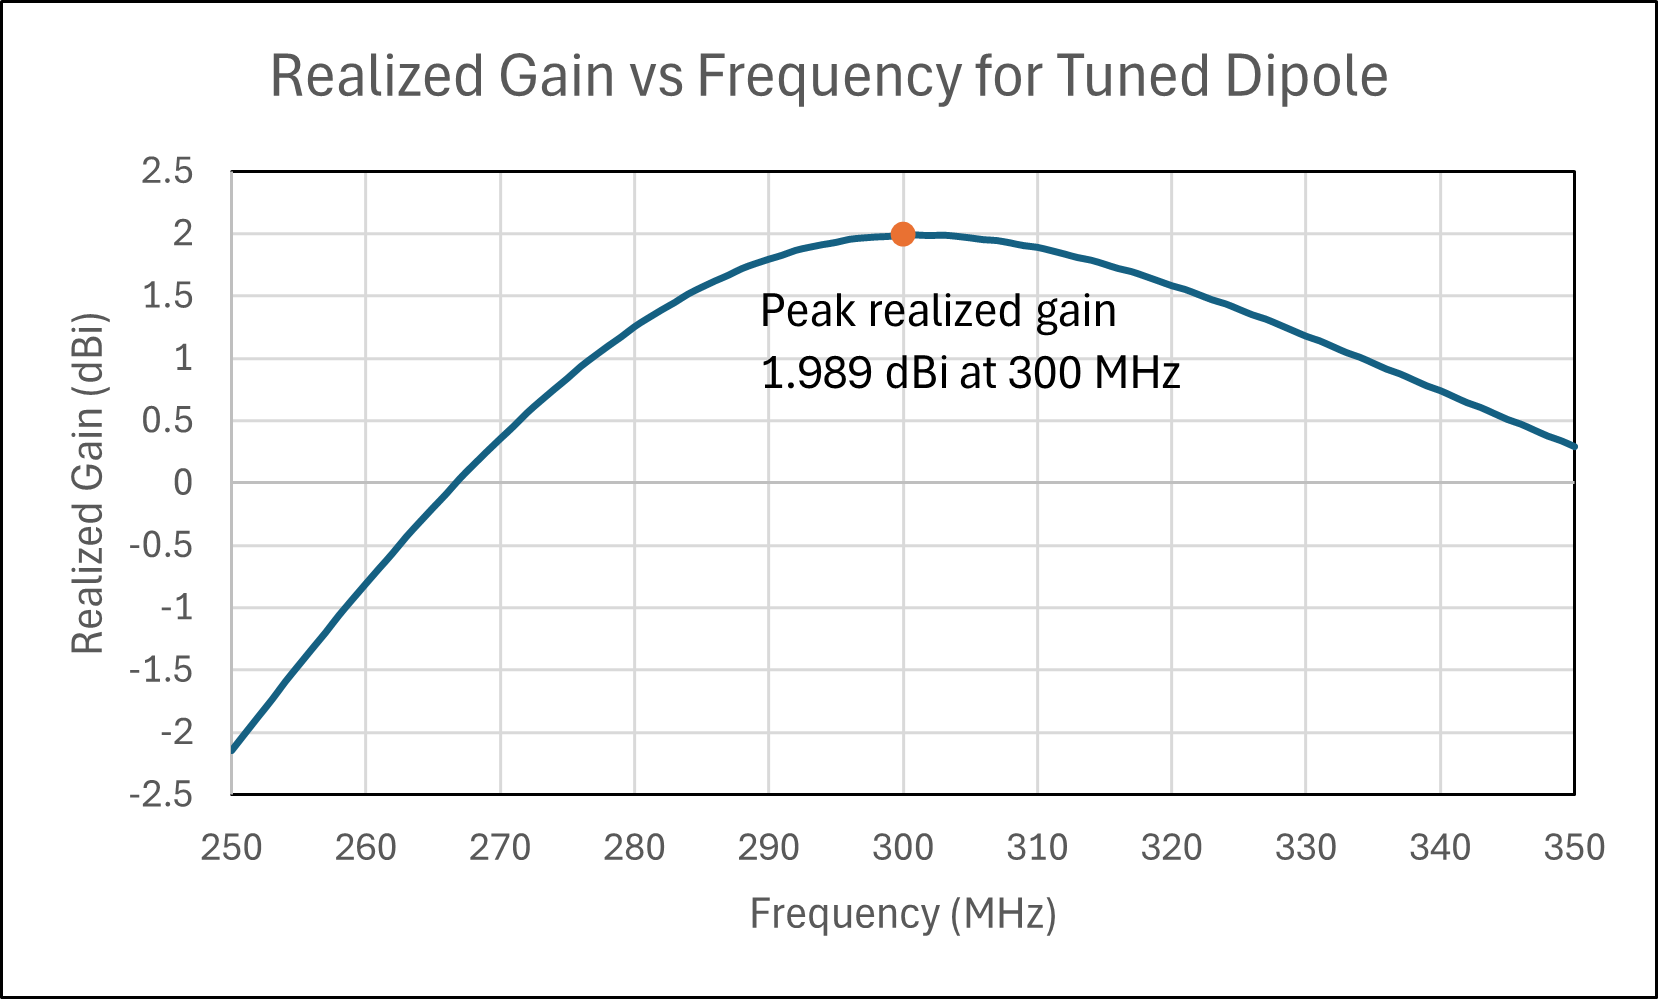 Realized Gain vs Frequency for Tuned Dipole
2.5
2
1.5
1
0.5
0
-0.5
-1
-1.5
-2
-2.5
Realized Gain (dBi)
Peak realized gain
1.989 dBi at 300 MHz
250 260 270 280 290 300 310 320 330 340 350
Frequency (MHz)